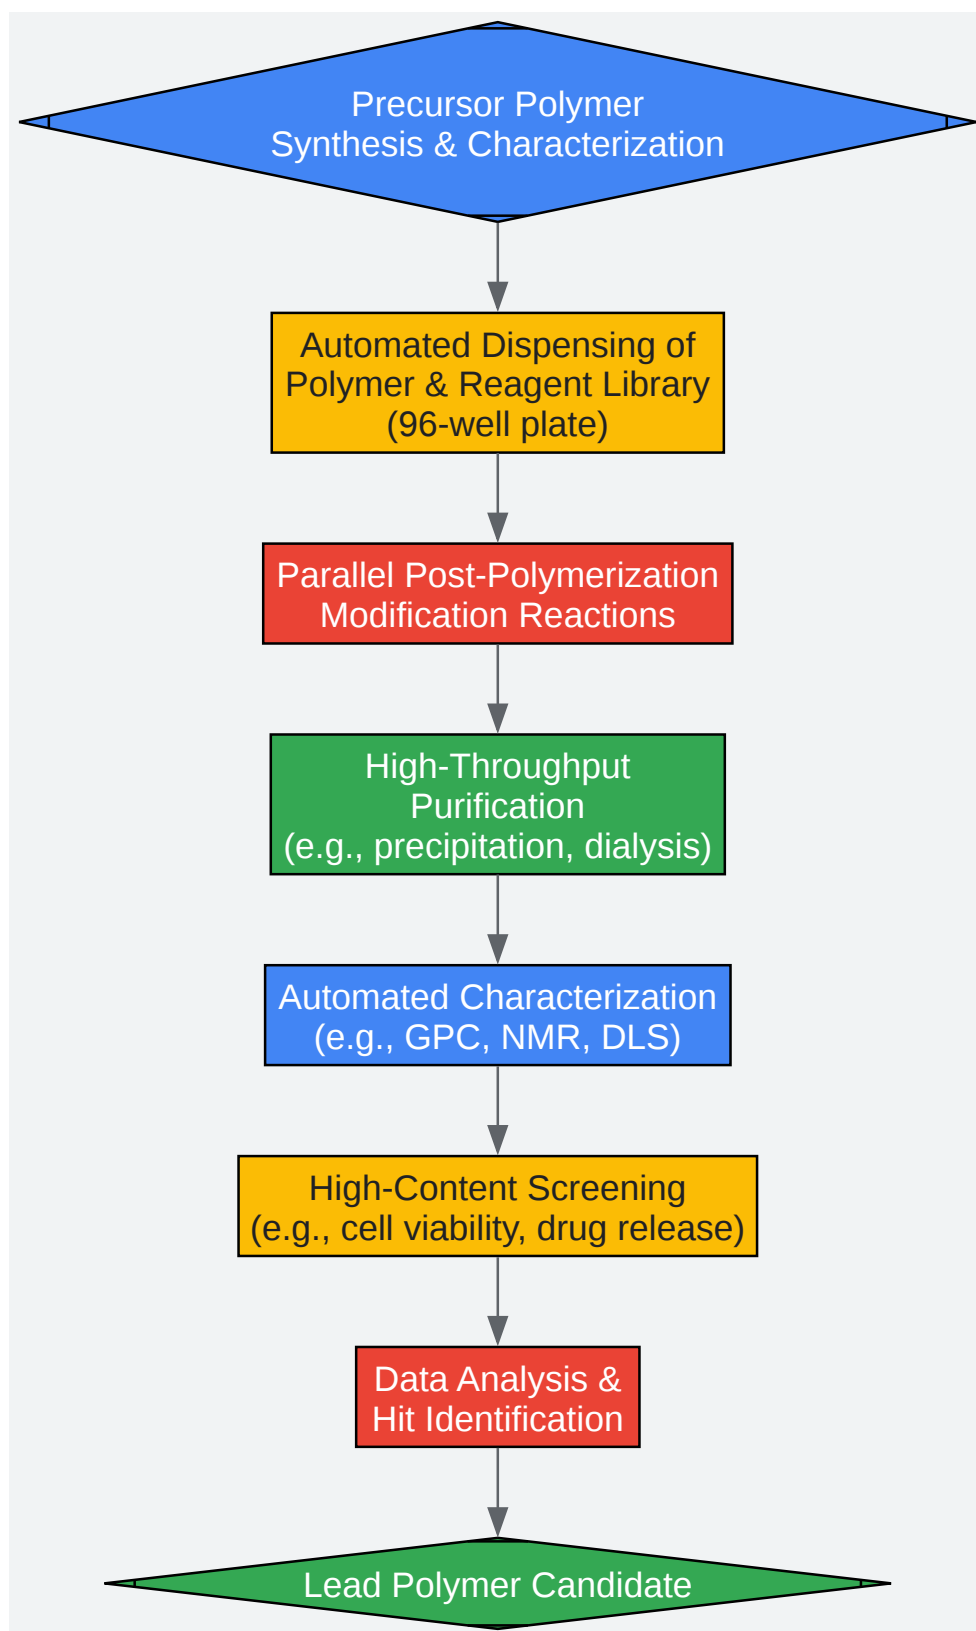 Precursor Polymer
Synthesis & Characterization
Automated Dispensing of
Polymer & Reagent Library
(96-well plate)
Parallel Post-Polymerization
Modification Reactions
High-Throughput
Purification
(e.g., precipitation, dialysis)
Automated Characterization
(e.g., GPC, NMR, DLS)
High-Content Screening
(e.g., cell viability, drug release)
Data Analysis &
Hit Identification
Lead Polymer Candidate